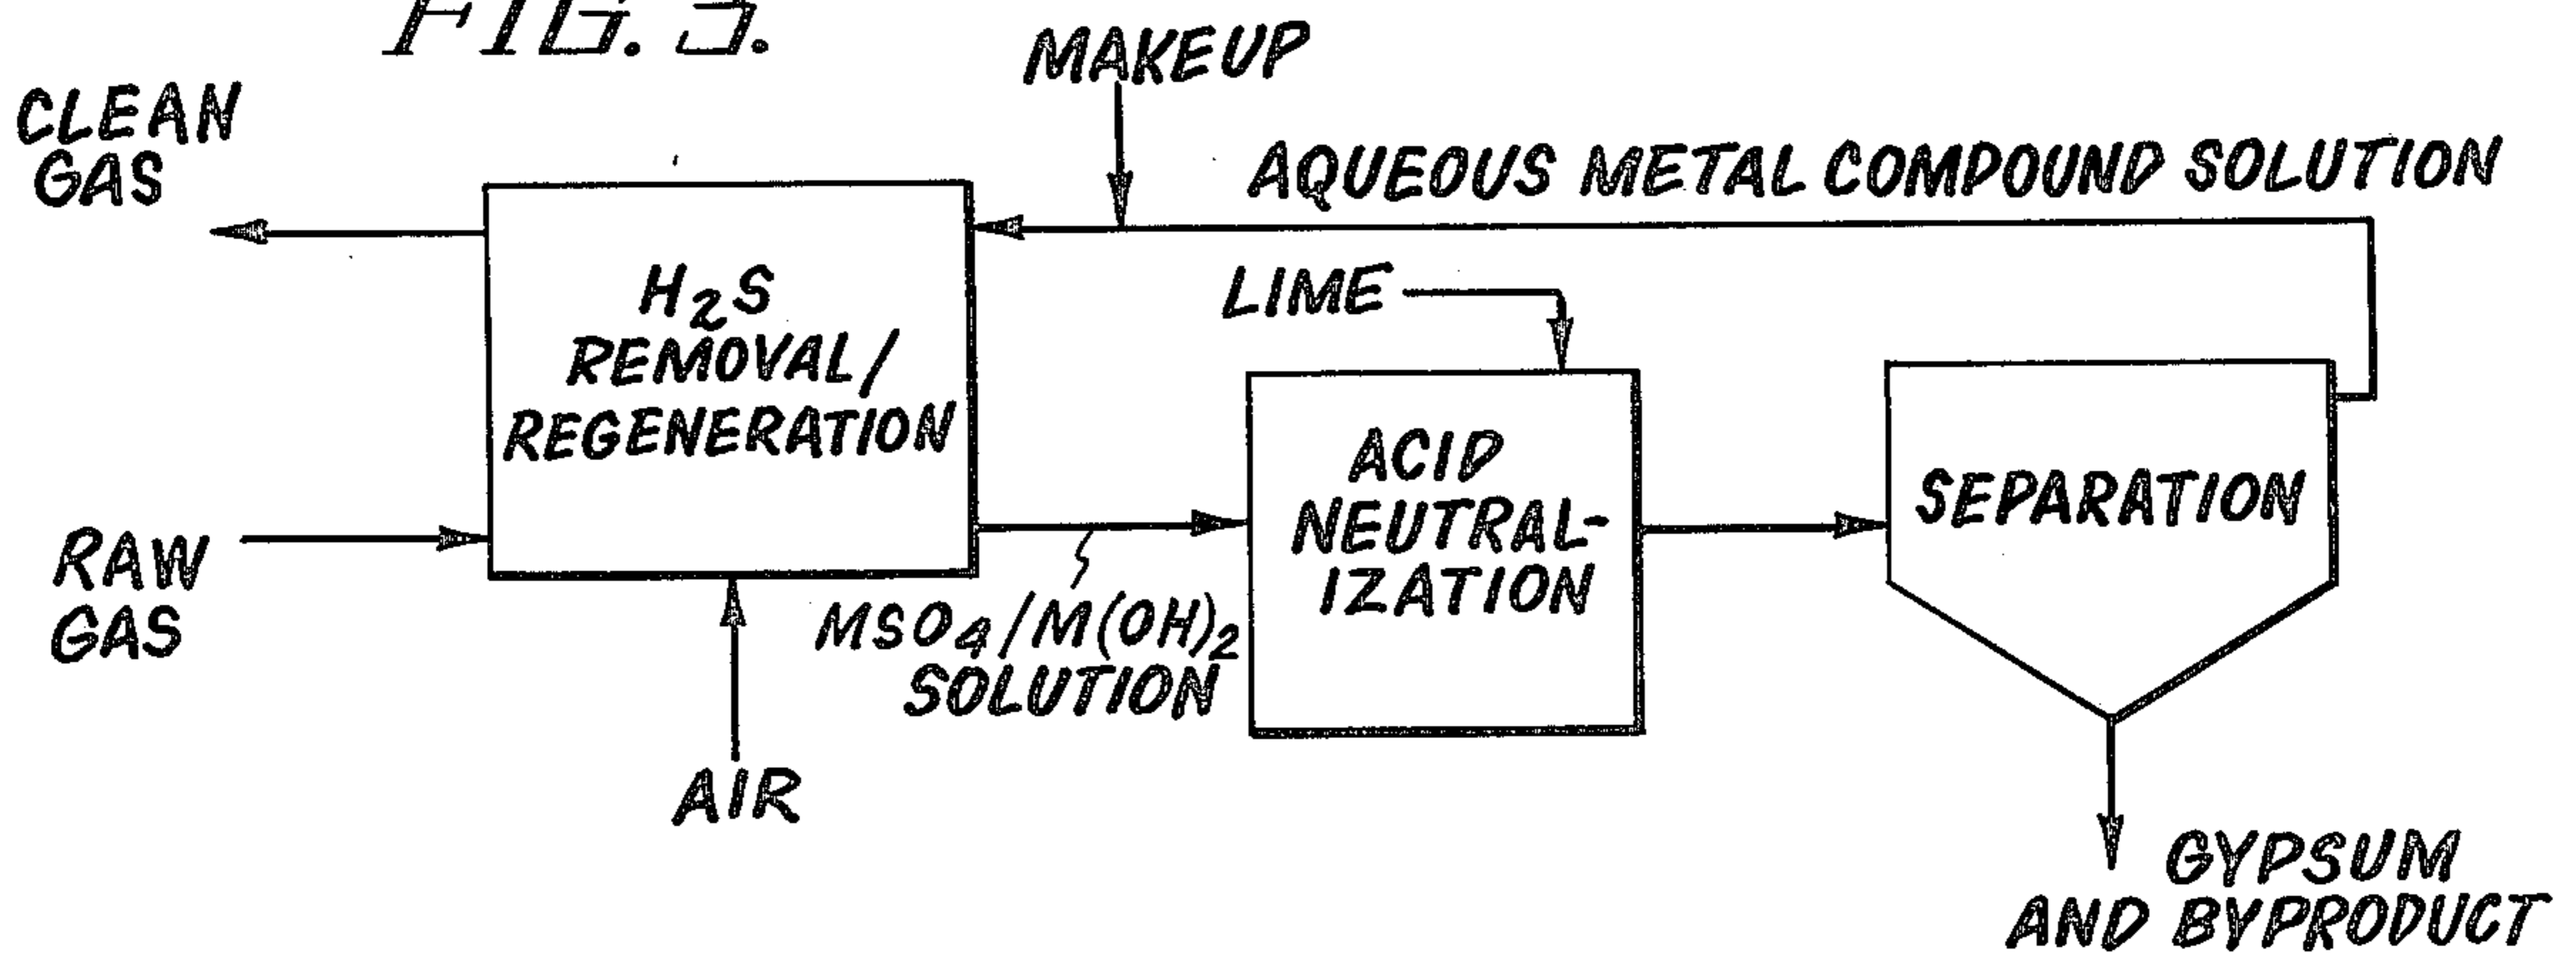 FIG. 3.
MAKEUP
CLEAN
GAS
AQUEOUS METAL COMPOUND SOLUTION
H2S
REMOVAL/
REGENERATION
LIME
ACID
NEUTRAL-
IZATION
SEPARATION
RAW
GAS
MSO4/M(OH)2
SOLUTION
AIR
GYPSUM
AND BYPRODUCT